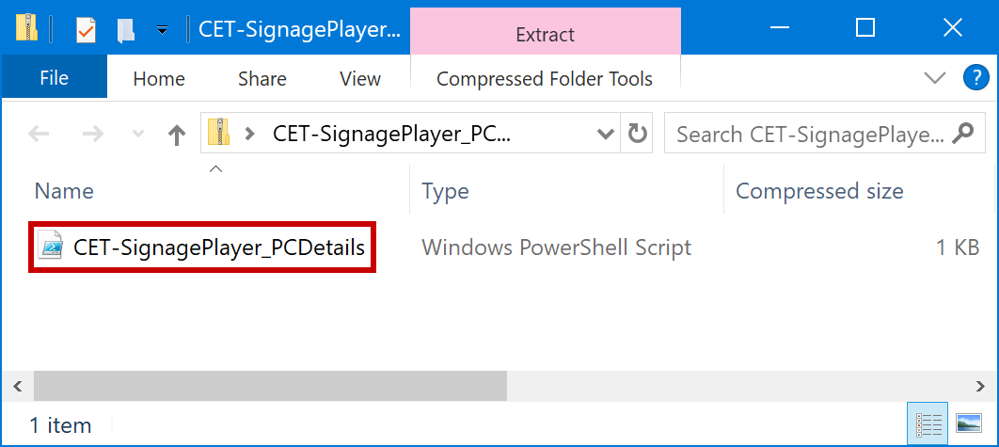 CET-SignagePlayer...
Extract
File
Home
Share
View
Compressed Folder Tools
?
CET-SignagePlayer_PC...
Search CET-SignagePlaye...
Name
Type
Compressed size
CET-SignagePlayer_PCDetails
Windows PowerShell Script
1 KB
1 item